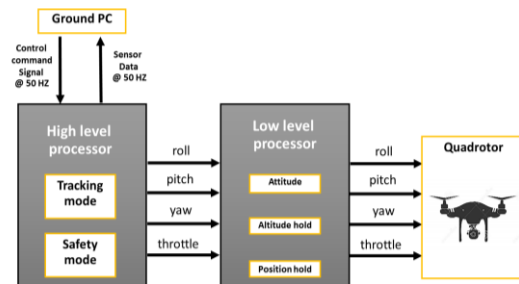 Ground PC
Control
command
Signal
@ 50 HZ
Sensor
Data
@ 50 HZ
High level
processor
Tracking
mode
Safety
mode
roll
pitch
yaw
throttle
Low level
processor
Attitude
Altitude hold
Position hold
roll
pitch
yaw
throttle
Quadrotor